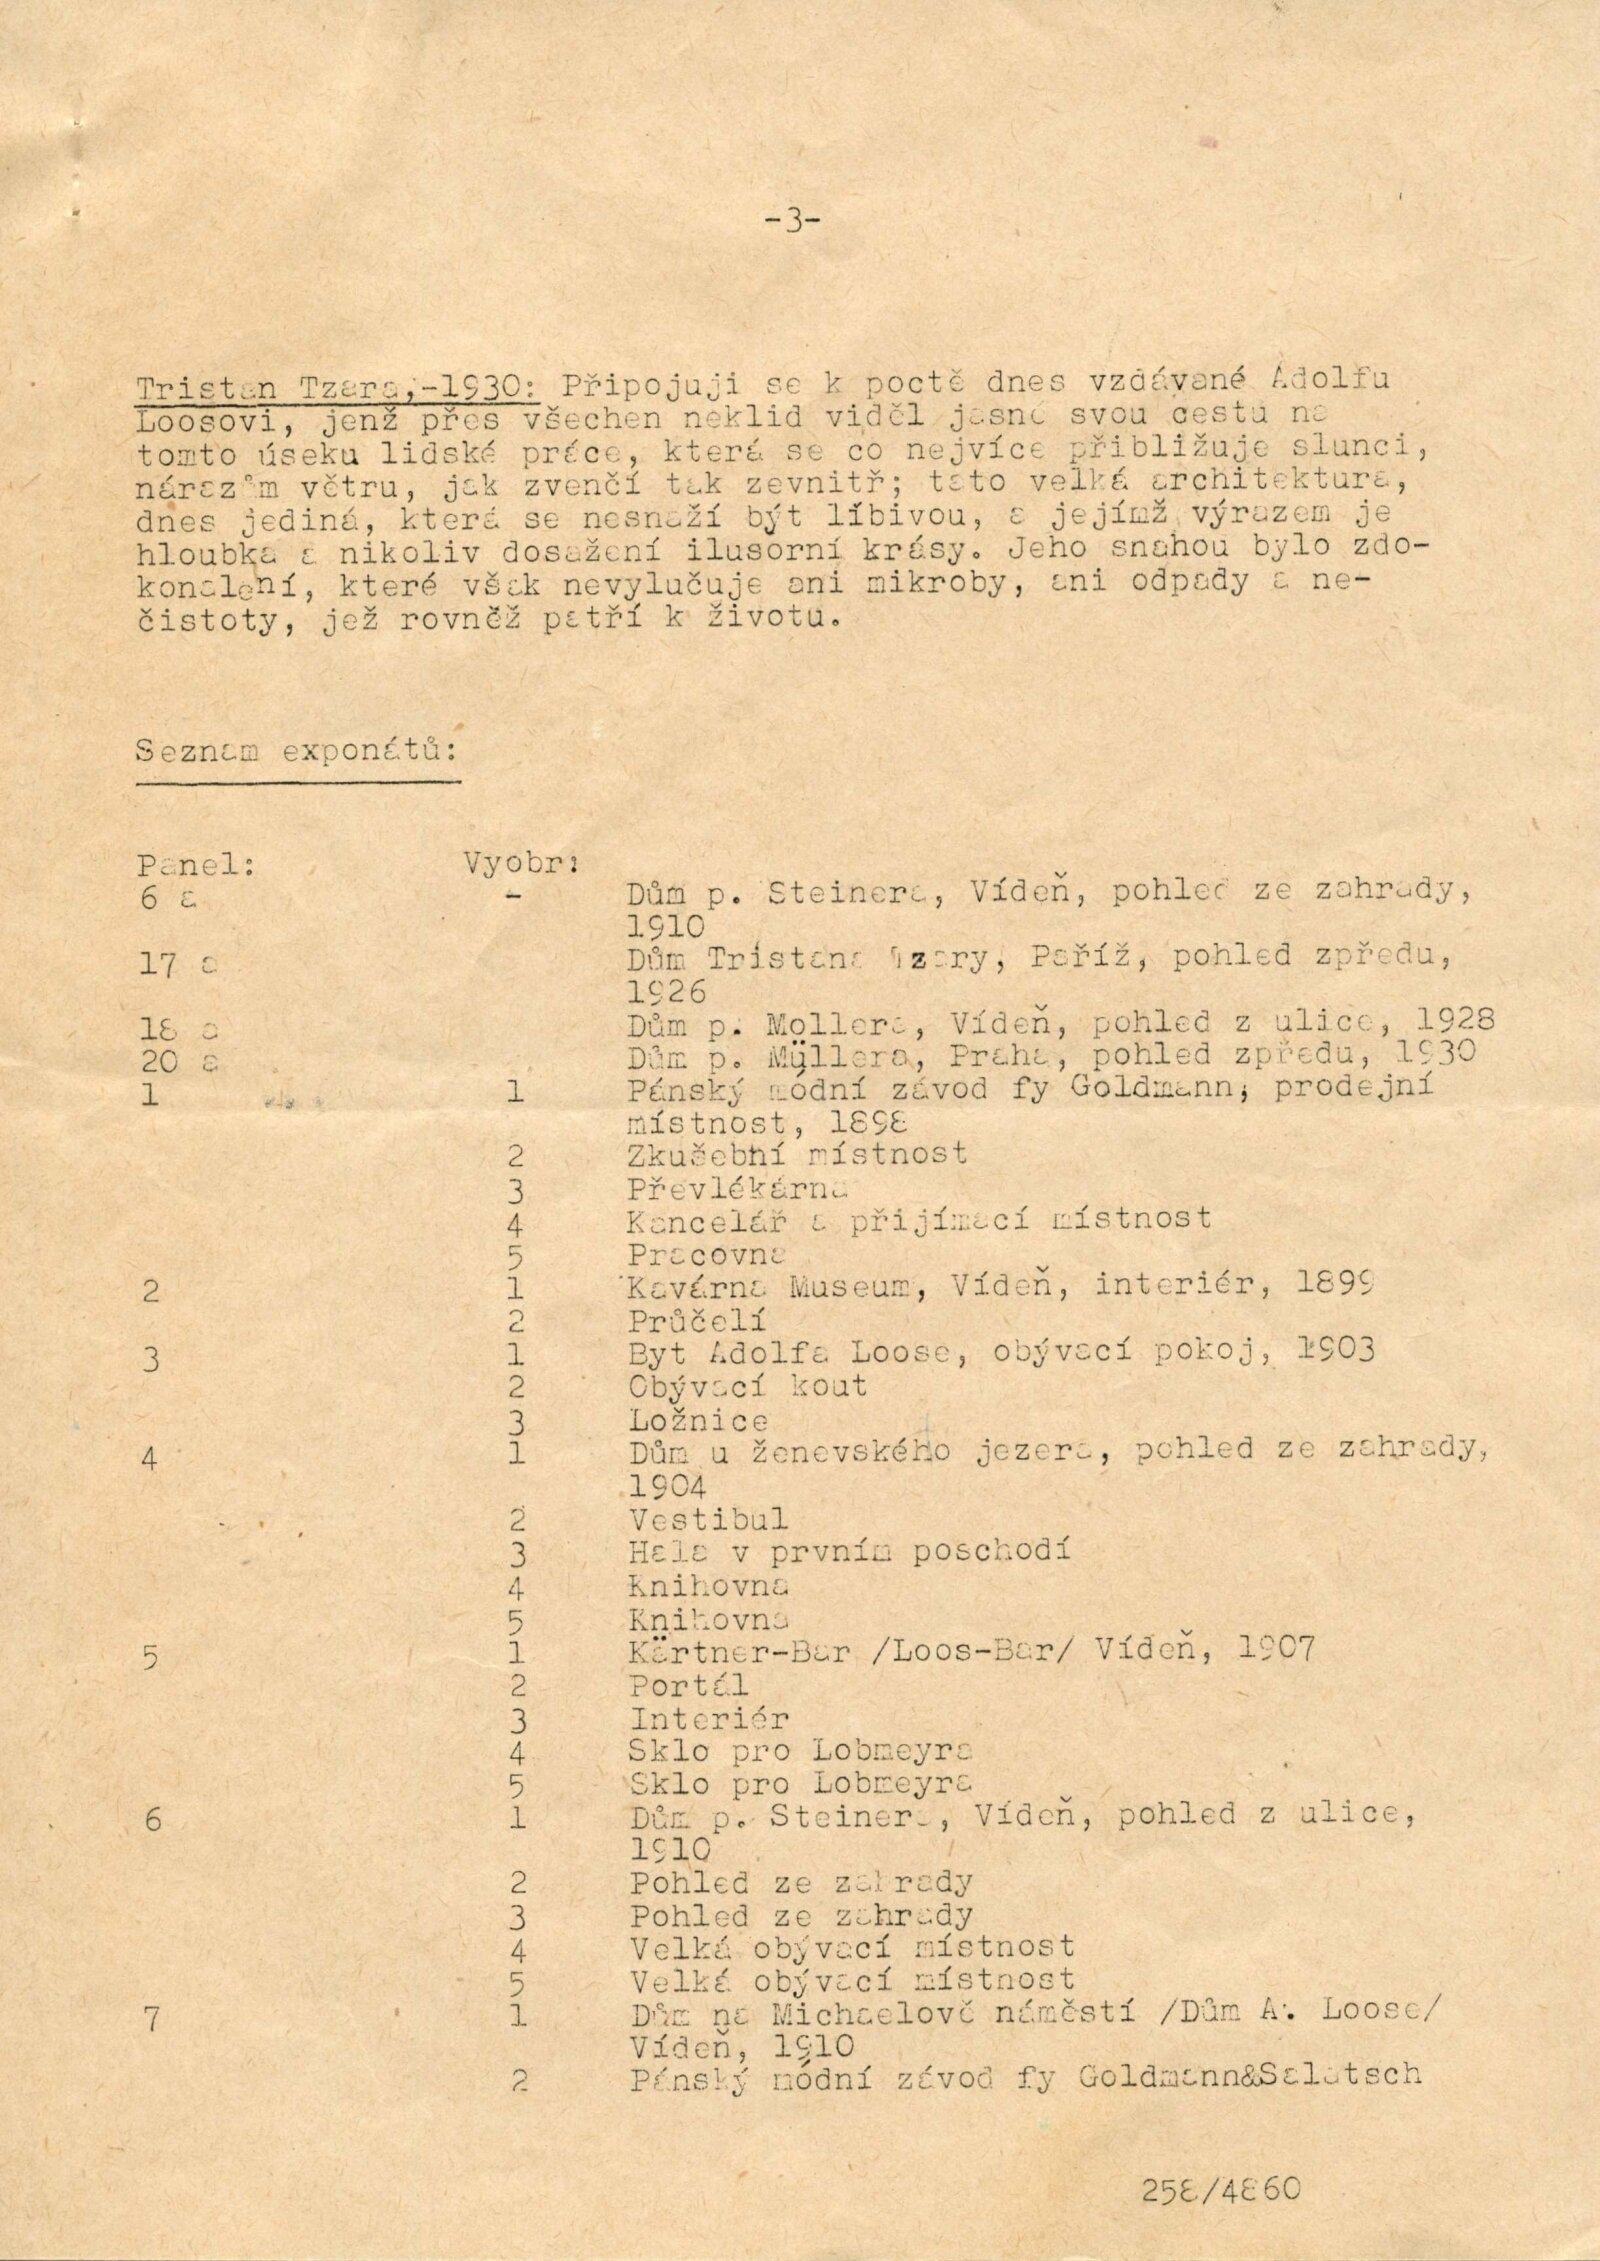 -3-
Tristan Tzara,-1930: Připojuji se k poctě dnes vzdávané Adolfu
Loosovi, jenž přes všechen neklid viděl jasně svou cestu na
tomto úseku lidské práce, která se co nejvíce přibližuje slunci,
nárazům větru, jak zvenčí tak zevnitř; tato velká architektura,
dnes jediná, která se nesnaží být líbivou, a jejímž výrazem je
hloubka a nikoliv dosažení ilusorní krásy. Jeho snahou bylo zdo-
konalení, které však nevylučuje ani mikroby, ani odpady a ne-
čistoty, jež rovněž patří k životu.
Seznam exponátů:
Panel: Vyobr:
6 a - Dům p. Steinera, Vídeň, pohled ze zahrady,
1910
17 a Dům Tristana Tzary, Paříž, pohled zpředu,
1926
18 a Dům p. Mollera, Vídeň, pohled z ulice, 1928
20 a Dům p. Müllera, Praha, pohled zpředu, 1930
1 1 Pánský módní závod fy Goldmann, prodejní
místnost, 1898
2 Zkušební místnost
3 Převlékárna
4 Kancelář a přijímací místnost
5 Pracovna
2 1 Kavárna Museum, Vídeň, interiér, 1899
2 Průčelí
3 1 Byt Adolfa Loose, obývací pokoj, 1903
2 Obývací kout
3 Ložnice
4 1 Dům u ženevského jezera, pohled ze zahrady,
1904
2 Vestibul
3 Hala v prvním poschodí
4 Knihovna
5 Knihovna
5 1 Kärtner-Bar /Loos-Bar/ Vídeň, 1907
2 Portál
3 Interiér
4 Sklo pro Lobmeyra
5 Sklo pro Lobmeyra
6 1 Dům p. Steinera, Vídeň, pohled z ulice,
1910
2 Pohled ze zahrady
3 Pohled ze zahrady
4 Velká obývací místnost
5 Velká obývací místnost
7 1 Dům na Michaelově náměstí /Dům A. Loose/
Vídeň, 1910
2 Pánský módní závod fy Goldmann&Salatsch
258/4860